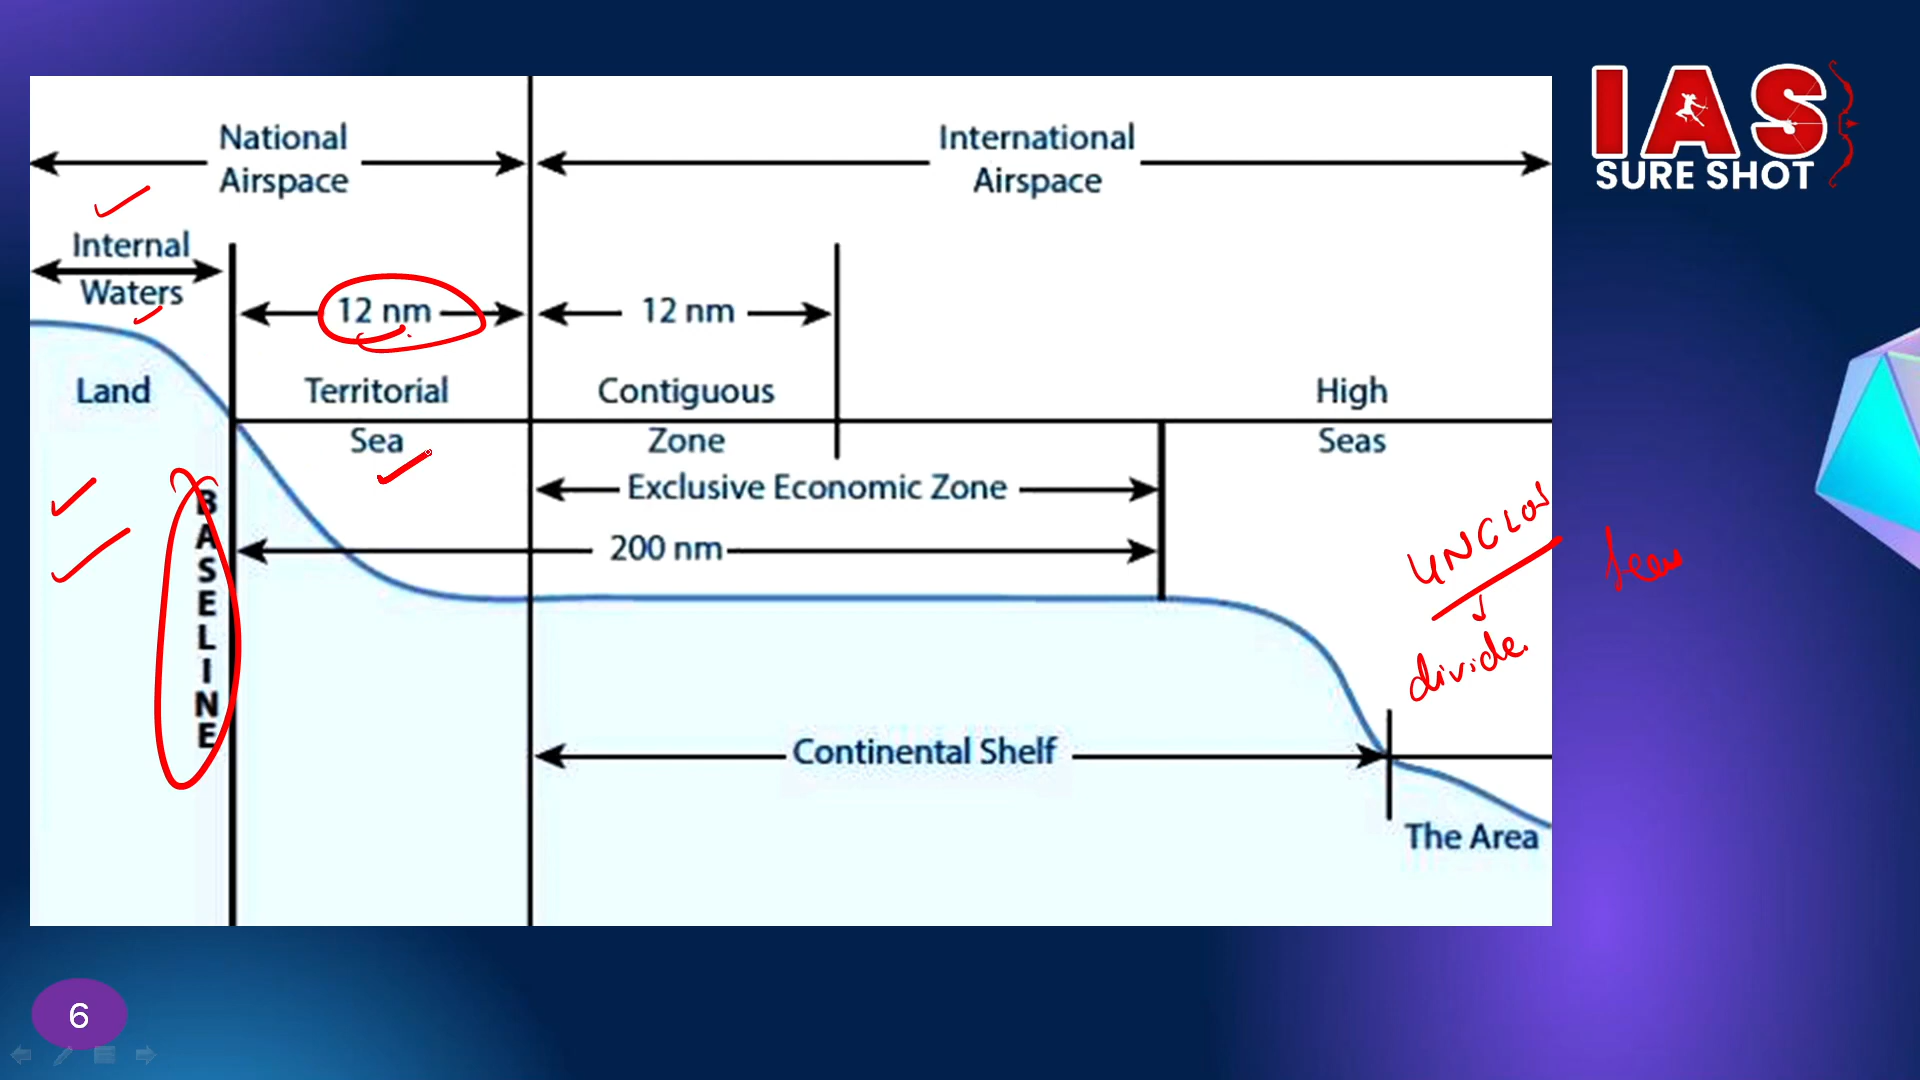 IAS
SURE SHOT
National
Airspace
International
Airspace
Internal
Waters
12 nm
12 nm
Land
Territorial
Sea
Contiguous
Zone
High
Seas
Exclusive Economic Zone
200 nm
BASELINE
UNCLOS
divide.
Continental Shelf
The Area
6